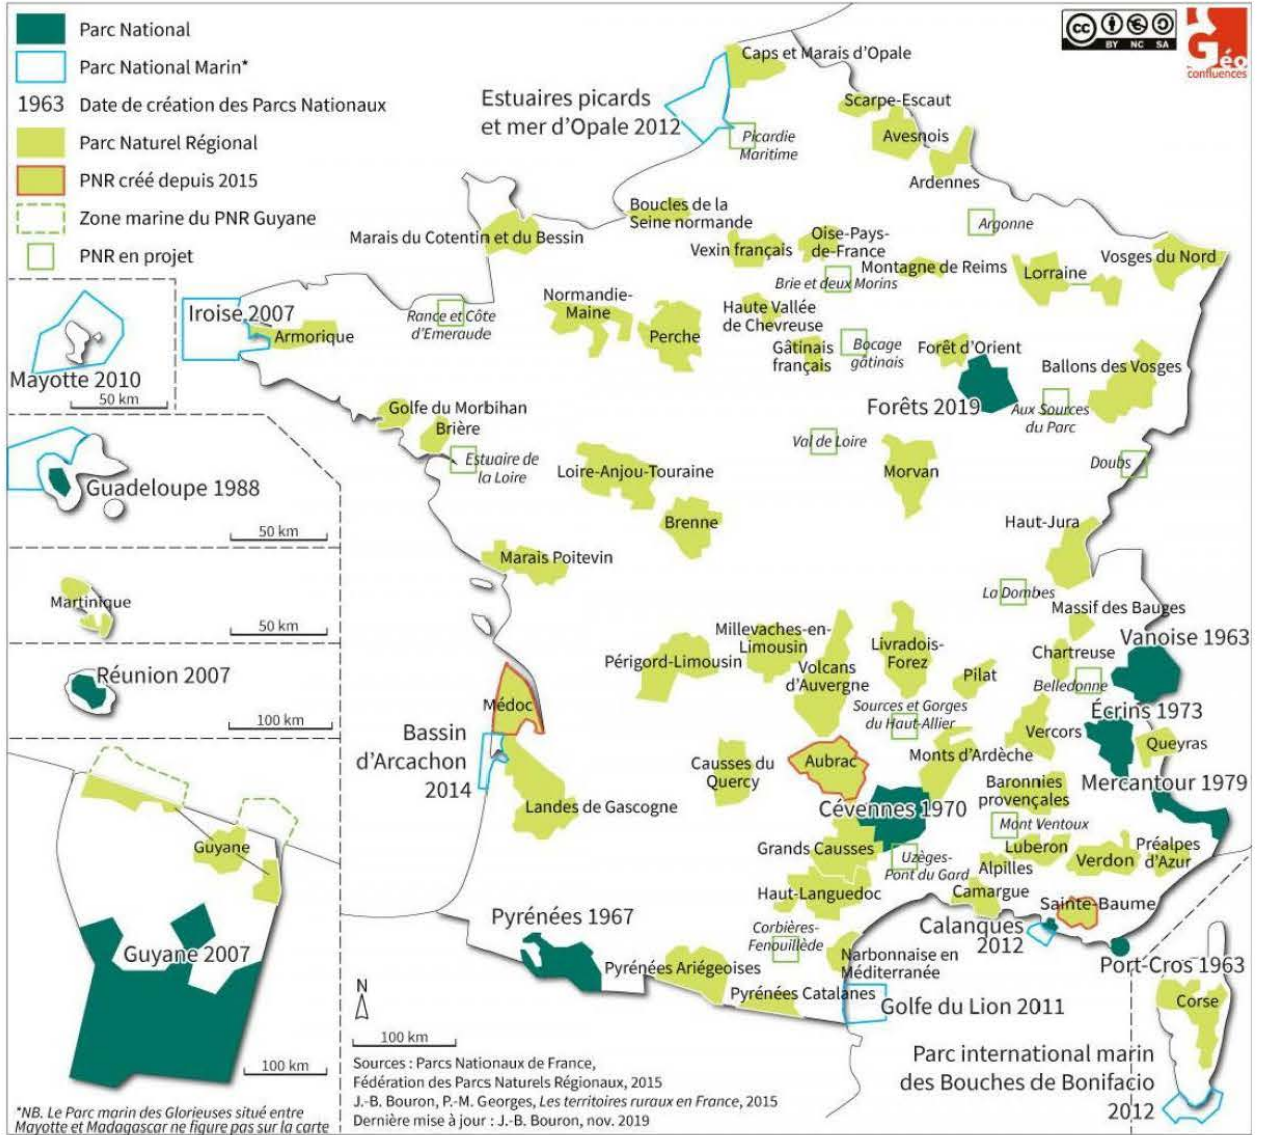 Parc National
Parc National Marin*
1963 Date de création des Parcs Nationaux
Parc Naturel Régional
PNR créé depuis 2015
Zone marine du PNR Guyane
PNR en projet
cc BY NC SA
Géo
confluences
Caps et Marais d'Opale
Estuaires picards
et mer d'Opale 2012
Picardie
Maritime
Scarpe-Escaut
Avesnois
Ardennes
Boucles de la
Seine normande
Argonne
Marais du Cotentin et du Bessin
Vexin français
Oise-Pays-
de-France
Montagne de Reims
Brie et deux Morins
Lorraine
Vosges du Nord
Iroise 2007
Armorique
Rance et Côte
d'Emeraude
Normandie-
Maine
Perche
Haute Vallée
de Chevreuse
Gâtinais
français
Bocage
gâtinais
Forêt d'Orient
Forêts 2019
Aux Sources
du Parc
Ballons des Vosges
Mayotte 2010
50 km
Golfe du Morbihan
Brière
Estuaire de
la Loire
Loire-Anjou-Touraine
Val de Loire
Morvan
Doubs
Guadeloupe 1988
50 km
Brenne
Haut-Jura
Marais Poitevin
La Dombes
Massif des Bauges
Martinique
50 km
Vanoise 1963
Chartreuse
Belledonne
Périgord-Limousin
Millevaches-en-
Limousin
Volcans
d'Auvergne
Livradois-
Forez
Pilat
Réunion 2007
100 km
Médoc
Sources et Gorges
du Haut-Allier
Écrins 1973
Vercors
Queyras
Bassin
d'Arcachon
2014
Causses du
Quercy
Aubrac
Monts d'Ardèche
Baronnies
provençales
Mercantour 1979
Landes de Gascogne
Cévennes 1970
Mont Ventoux
Luberon
Verdon
Préalpes
d'Azur
Guyane
Grands Causses
Uzèges-
Pont du Gard
Alpilles
Haut-Languedoc
Camargue
Sainte-Baume
Pyrénées 1967
Corbières-
Fenouillède
Calanques
2012
Guyane 2007
Narbonnaise en
Méditerranée
Port-Cros 1963
Pyrénées Ariégeoises
Pyrénées Catalanes
Golfe du Lion 2011
Corse
N
100 km
100 km
Parc international marin
des Bouches de Bonifacio
2012
Sources : Parcs Nationaux de France,
Fédération des Parcs Naturels Régionaux, 2015
J.-B. Bouron, P.-M. Georges, Les territoires ruraux en France, 2015
Dernière mise à jour : J.-B. Bouron, nov. 2019
*NB. Le Parc marin des Glorieuses situé entre
Mayotte et Madagascar ne figure pas sur la carte